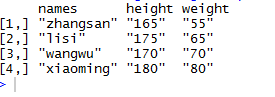 names height weight
[1,] "zhangsan" "165" "55"
[2,] "lisi" "175" "65"
[3,] "wangwu" "170" "70"
[4,] "xiaoming" "180" "80"
>